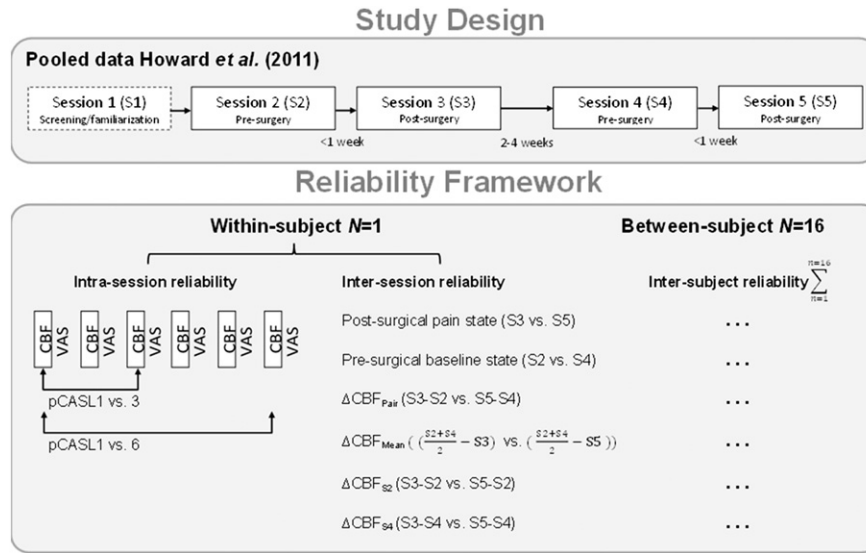 Study Design
Pooled data Howard et al. (2011)
Session 1 (S1)
Screening/familiarization
Session 2 (S2)
Pre-surgery
Session 3 (S3)
Post-surgery
Session 4 (S4)
Pre-surgery
Session 5 (S5)
Post-surgery
<1 week
2-4 weeks
<1 week
Reliability Framework
Within-subject N=1
Between-subject N=16
Intra-session reliability
Inter-session reliability
Inter-subject reliability ∑ n=16 n=1
CBF VAS CBF VAS CBF VAS CBF VAS CBF VAS CBF VAS
pCASL1 vs. 3
pCASL1 vs. 6
Post-surgical pain state (S3 vs. S5)
...
Pre-surgical baseline state (S2 vs. S4)
...
ΔCBFPair (S3-S2 vs. S5-S4)
...
ΔCBFMean ( (S2+S4/2 − S3) vs. (S2+S4/2 − S5 ))
...
ΔCBFS2 (S3-S2 vs. S5-S2)
...
ΔCBFS4 (S3-S4 vs. S5-S4)
...